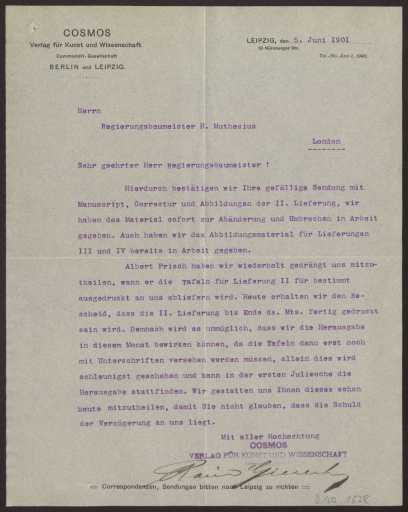 COSMOS
Verlag für Kunst und Wissenschaft
Commandit-Gesellschaft
BERLIN und LEIPZIG.
LEIPZIG, den 5. Juni 1901
Herrn
Regierungsbaumeister H. Muthesius
London
Sehr geehrter Herr Regierungsbaumeister !
Hierdurch bestätigen wir Ihre gefällige Sendung mit
Manuscript, Correctur und Abbildungen der II. Lieferung, wir
haben das Material sofort zur Abänderung und Umbrechen in Arbeit
gegeben. Auch haben wir das Abbildungsmaterial für Lieferungen
III und IV bereits in Arbeit gegeben.
Albert Frisch haben wir wiederholt gedrängt uns mitzu-
theilen, wann er die Tafeln für Lieferung II für bestimmt
ausgedruckt an uns abliefern wird. Heute erhalten wir den Be-
scheid, dass die II. Lieferung bis Ende ds. Mts. fertig gedruckt
sein wird. Demnach wird es unmöglich, dass wir die Herausgabe
in diesem Monat bewirken können, da die Tafeln dann erst noch
mit Unterschriften versehen werden müssen, allein dies wird
schleunigst geschehen und kann in der ersten Juliwoche die
Herausgabe stattfinden. Wir gestatten uns Ihnen dieses schon
heute mitzutheilen, damit Sie nicht glauben, dass die Schuld
der Verzögerung an uns liegt.
Mit aller Hochachtung
COSMOS
VERLAG FÜR KUNST UND WISSENSCHAFT
Correspondenzen, Sendungen bitten nach Leipzig zu richten